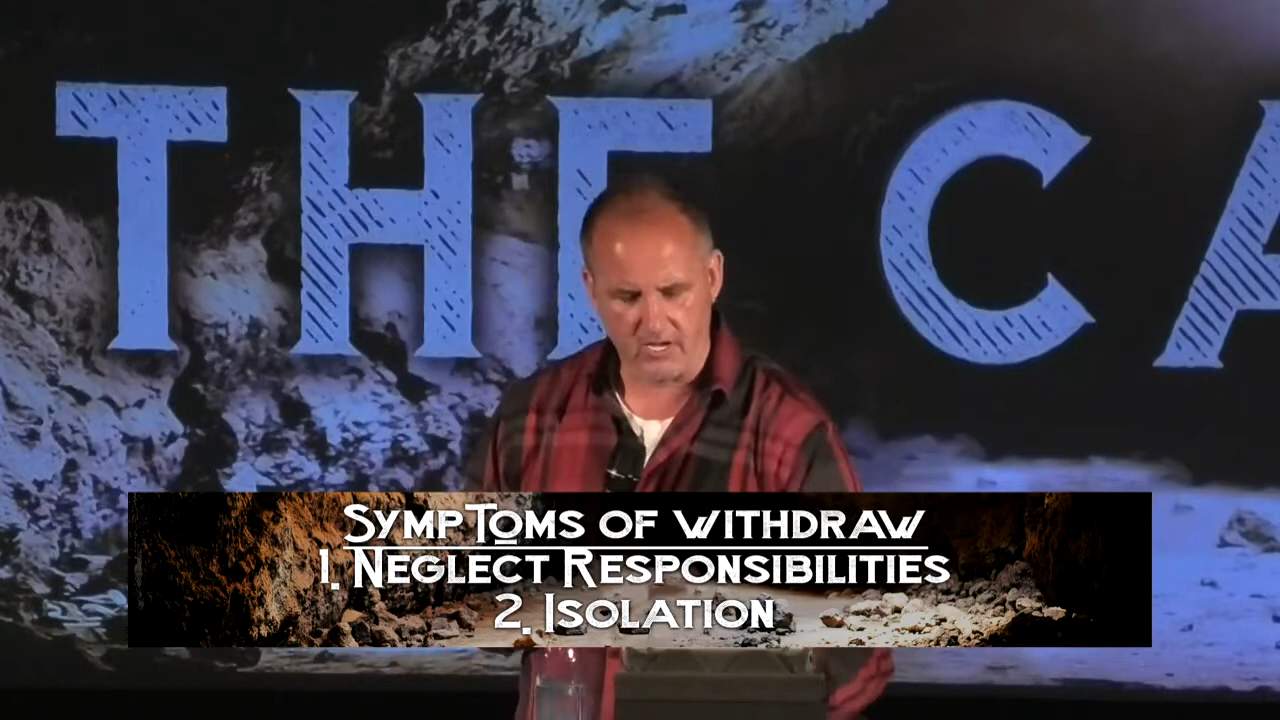 THE CA
SYMPTOMS OF WITHDRAW
1. NEGLECT RESPONSIBILITIES
2. ISOLATION